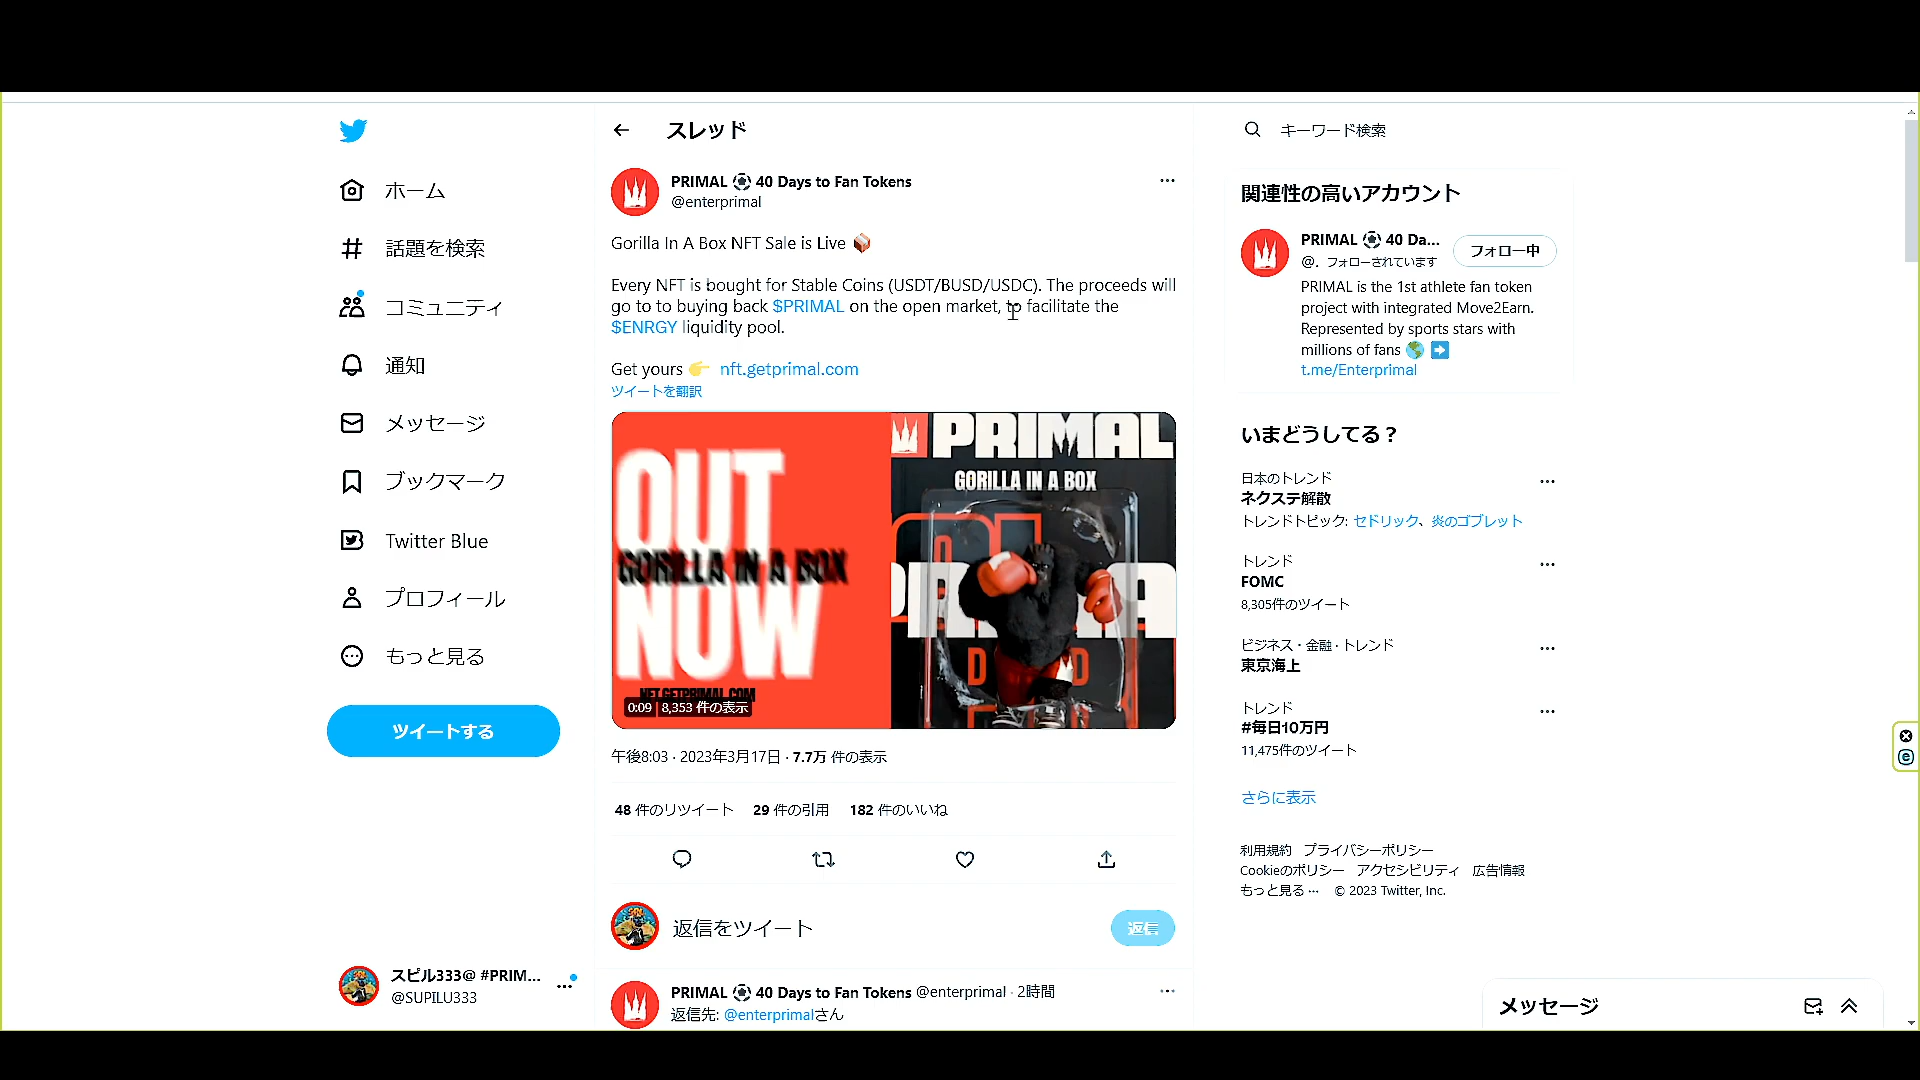 スレッド
キーワード検索
ホーム
話題を検索
コミュニティ
通知
メッセージ
ブックマーク
Twitter Blue
プロフィール
もっと見る
ツイートする
スピル333@ #PRIM...
@SUPILU333
PRIMAL ⚽ 40 Days to Fan Tokens
@enterprimal
Gorilla In A Box NFT Sale is Live 📦
Every NFT is bought for Stable Coins (USDT/BUSD/USDC). The proceeds will
go to to buying back $PRIMAL on the open market, to facilitate the
$ENRGY liquidity pool.
Get yours 👉 nft.getprimal.com
ツイートを翻訳
OUT
GORILLA IN A BOX
NOW
NFT.GETPRIMAL.COM
0:09 | 8,353 件の表示
PRIMAL
GORILLA IN A BOX
午後8:03 · 2023年3月17日 · 7.7万 件の表示
48 件のリツイート 29 件の引用 182 件のいいね
返信をツイート
返信
PRIMAL ⚽ 40 Days to Fan Tokens @enterprimal · 2時間
返信先: @enterprimalさん
関連性の高いアカウント
PRIMAL ⚽ 40 Da...
@. フォローされています
フォロー中
PRIMAL is the 1st athlete fan token
project with integrated Move2Earn.
Represented by sports stars with
millions of fans 🌎 ➡️
t.me/Enterprimal
いまどうしてる？
日本のトレンド
ネクステ解散
トレンドトピック: セドリック、炎のゴブレット
トレンド
FOMC
8,305件のツイート
ビジネス・金融・トレンド
東京海上
トレンド
#毎日10万円
11,475件のツイート
さらに表示
利用規約 プライバシーポリシー
Cookieのポリシー アクセシビリティ 広告情報
もっと見る ··· © 2023 Twitter, Inc.
メッセージ